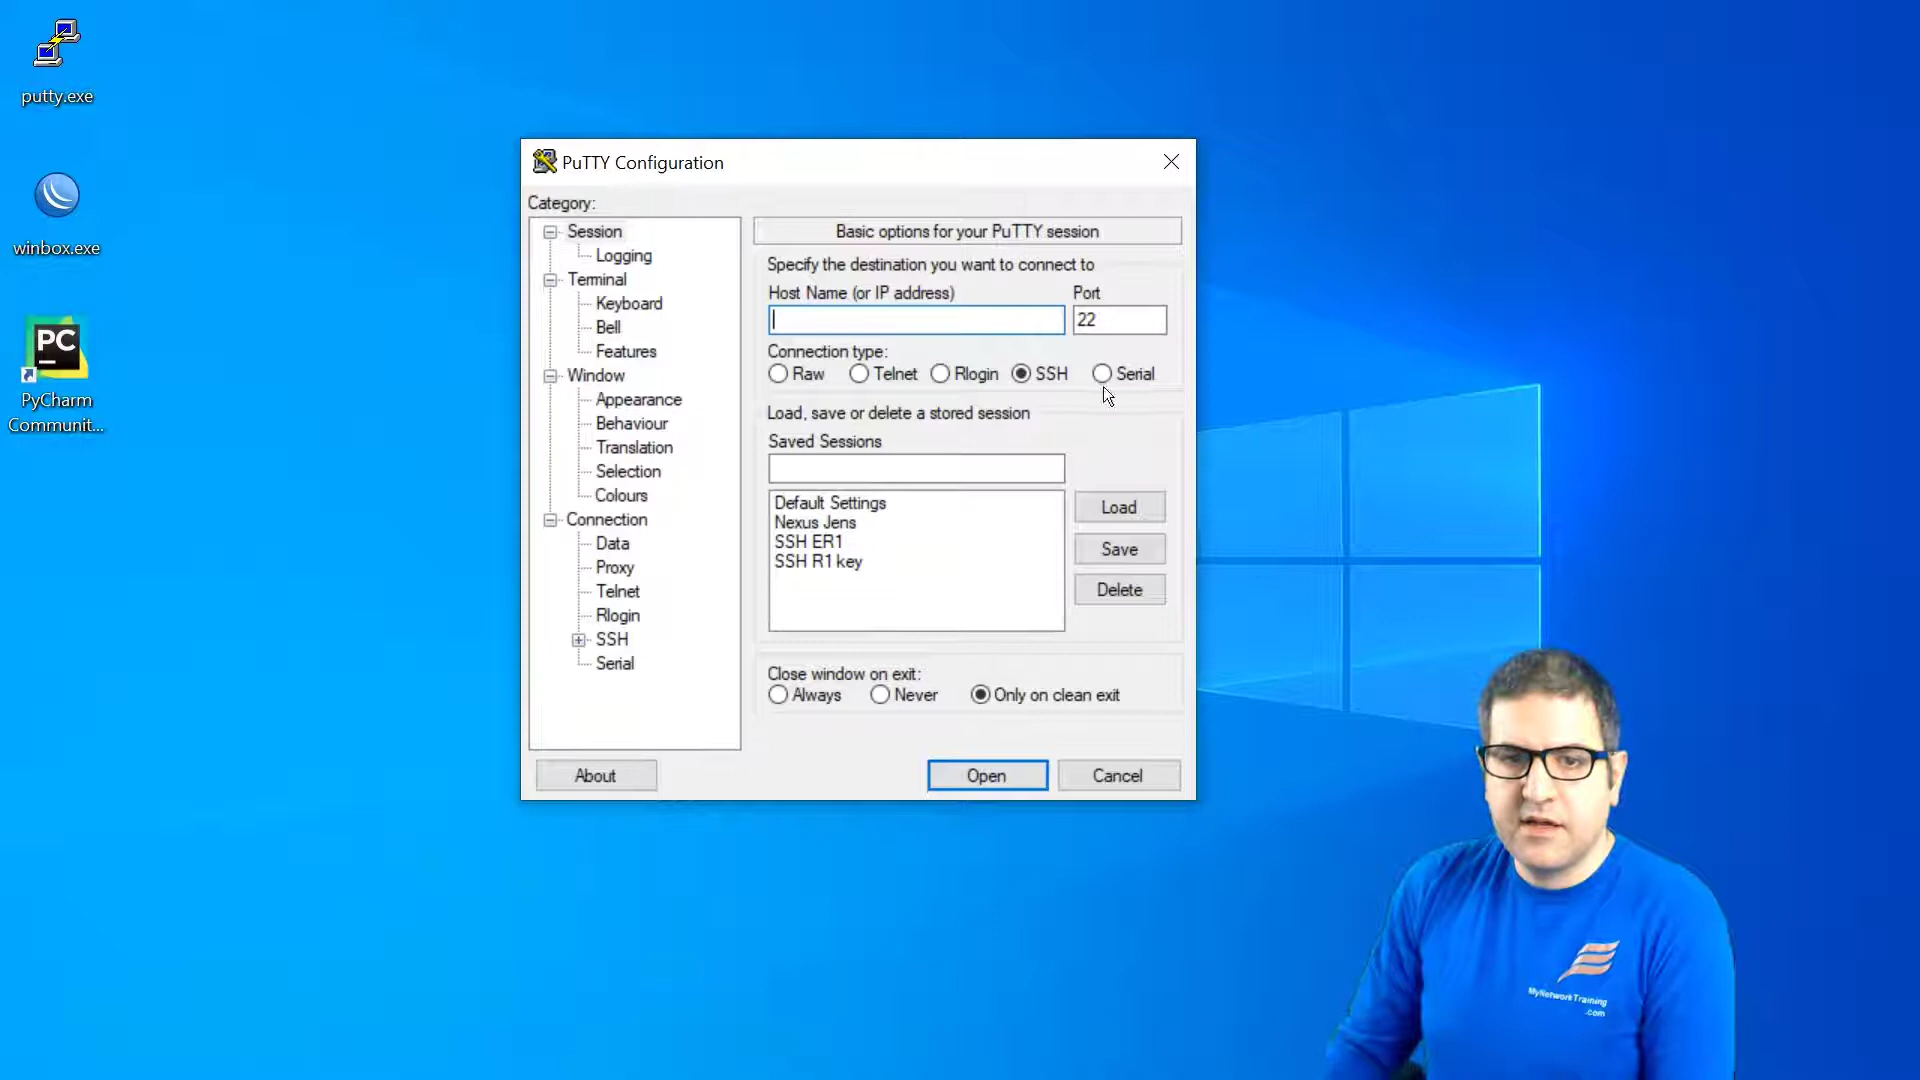 putty.exe
winbox.exe
PC
PyCharm
Communit...
PuTTY Configuration
Category:
Session
Logging
Terminal
Keyboard
Bell
Features
Window
Appearance
Behaviour
Translation
Selection
Colours
Connection
Data
Proxy
Telnet
Rlogin
SSH
Serial
Basic options for your PuTTY session
Specify the destination you want to connect to
Host Name (or IP address)
Port
22
Connection type:
Raw
Telnet
Rlogin
SSH
Serial
Load, save or delete a stored session
Saved Sessions
Default Settings
Nexus Jens
SSH ER1
SSH R1 key
Load
Save
Delete
Close window on exit:
Always
Never
Only on clean exit
About
Open
Cancel
MyNetworkTraining
.com